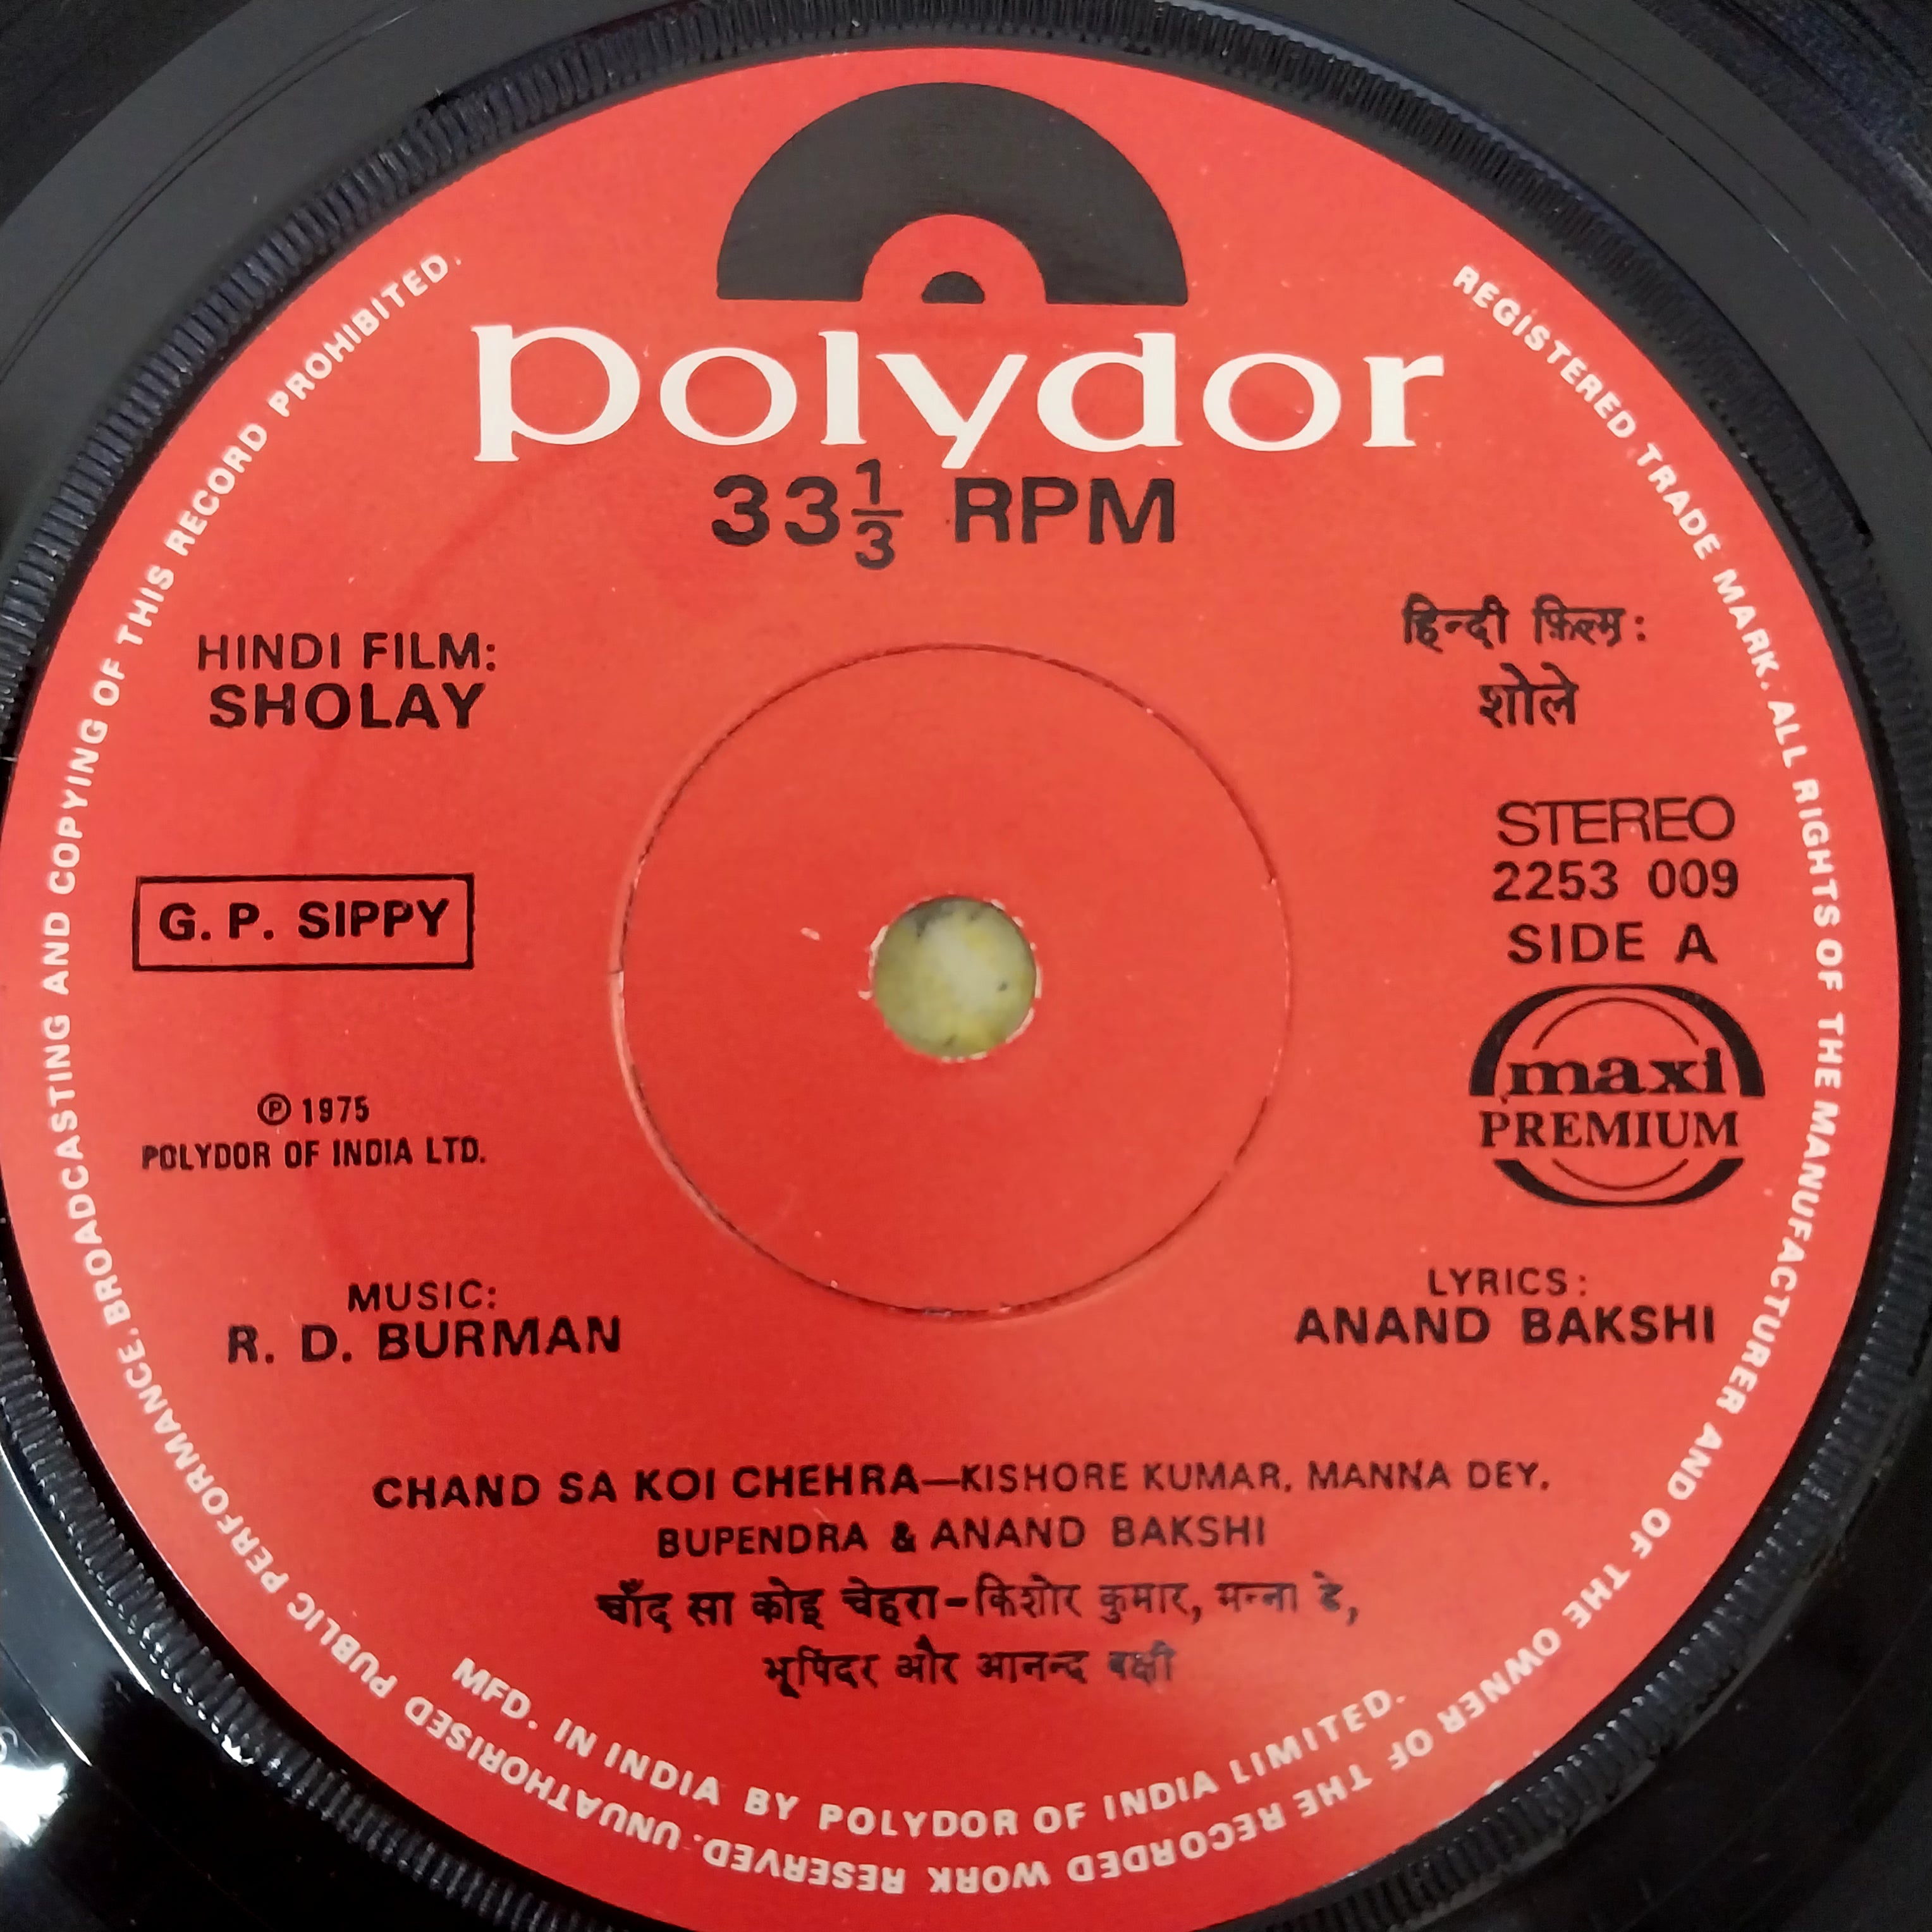 polydor
33 1/3 RPM
HINDI FILM:
SHOLAY
हिन्दी फ़िल्म:
शोले
G. P. SIPPY
STEREO
2253 009
SIDE A
maxi
PREMIUM
℗ 1975
POLYDOR OF INDIA LTD.
MUSIC:
R. D. BURMAN
LYRICS:
ANAND BAKSHI
CHAND SA KOI CHEHRA—KISHORE KUMAR, MANNA DEY,
BUPENDRA & ANAND BAKSHI
चाँद सा कोइ चेहरा-किशोर कुमार, मन्ना डे,
भूपिंदर और आनन्द बक्षी
MFD. IN INDIA BY POLYDOR OF INDIA LIMITED.
REGISTERED TRADE MARK. ALL RIGHTS OF THE MANUFACTURER AND OF THE OWNER OF THE RECORDED WORK RESERVED. UNUATHORISED PUBLIC PERFORMANCE, BROADCASTING AND COPYING OF THIS RECORD PROHIBITED.